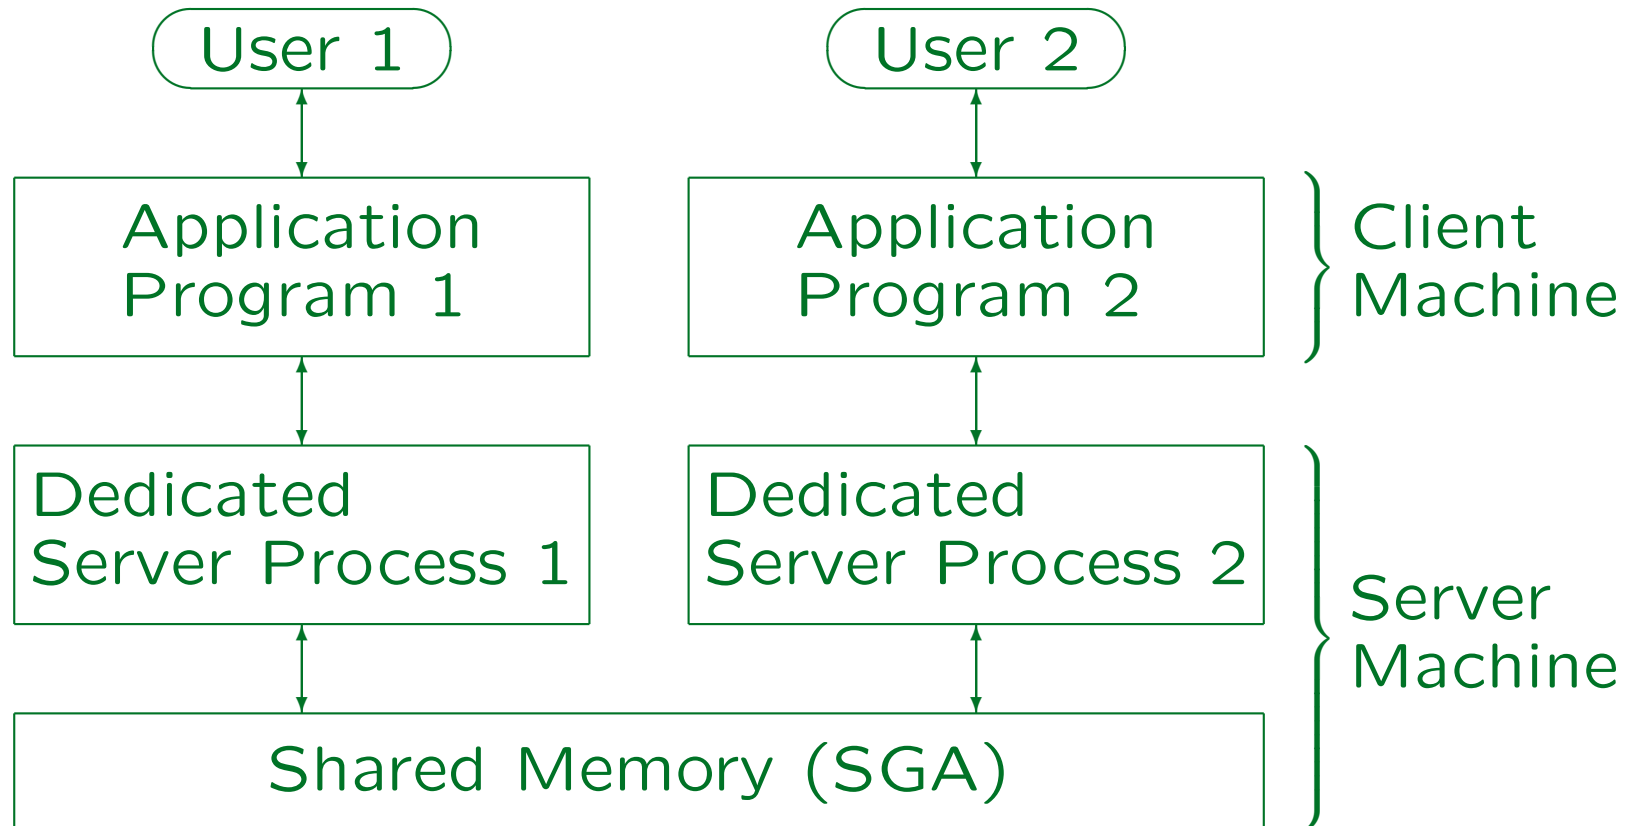 User 1
User 2
Application
Program 1
Application
Program 2
Client
Machine
Dedicated
Server Process 1
Dedicated
Server Process 2
Server
Machine
Shared Memory (SGA)